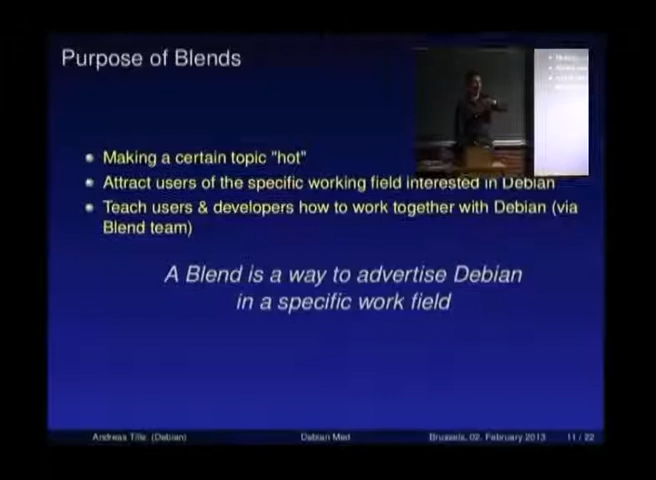 Purpose of Blends
Making a certain topic "hot"
Attract users of the specific working field interested in Debian
Teach users & developers how to work together with Debian (via
Blend team)
A Blend is a way to advertise Debian
in a specific work field
Andreas Tille (Debian) Debian Med Brussels, 02. February 2013 11 / 22